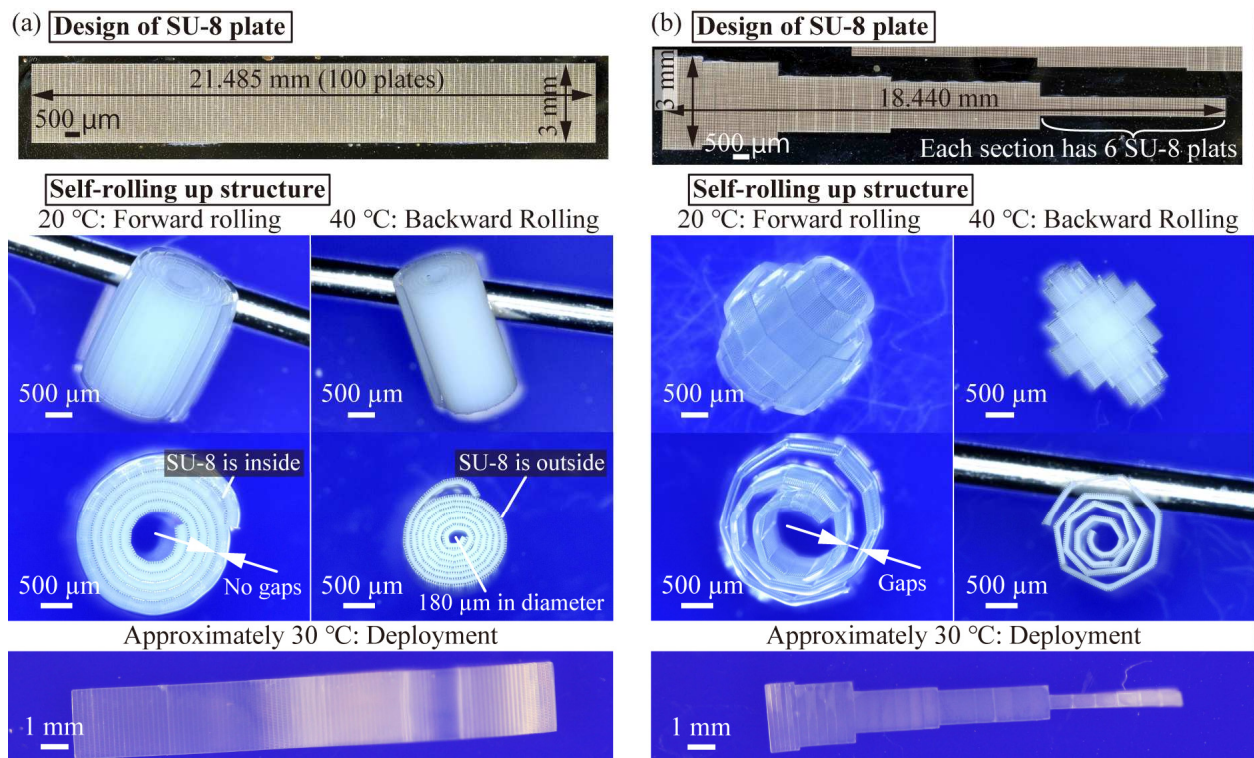 (a) Design of SU-8 plate
21.485 mm (100 plates)
3 mm
500 μm
Self-rolling up structure
20 °C: Forward rolling
40 °C: Backward Rolling
500 μm
500 μm
SU-8 is inside
SU-8 is outside
500 μm
No gaps
500 μm
180 μm in diameter
Approximately 30 °C: Deployment
1 mm
(b) Design of SU-8 plate
3 mm
18.440 mm
500 μm
Each section has 6 SU-8 plats
Self-rolling up structure
20 °C: Forward rolling
40 °C: Backward Rolling
500 μm
500 μm
500 μm
Gaps
500 μm
Approximately 30 °C: Deployment
1 mm